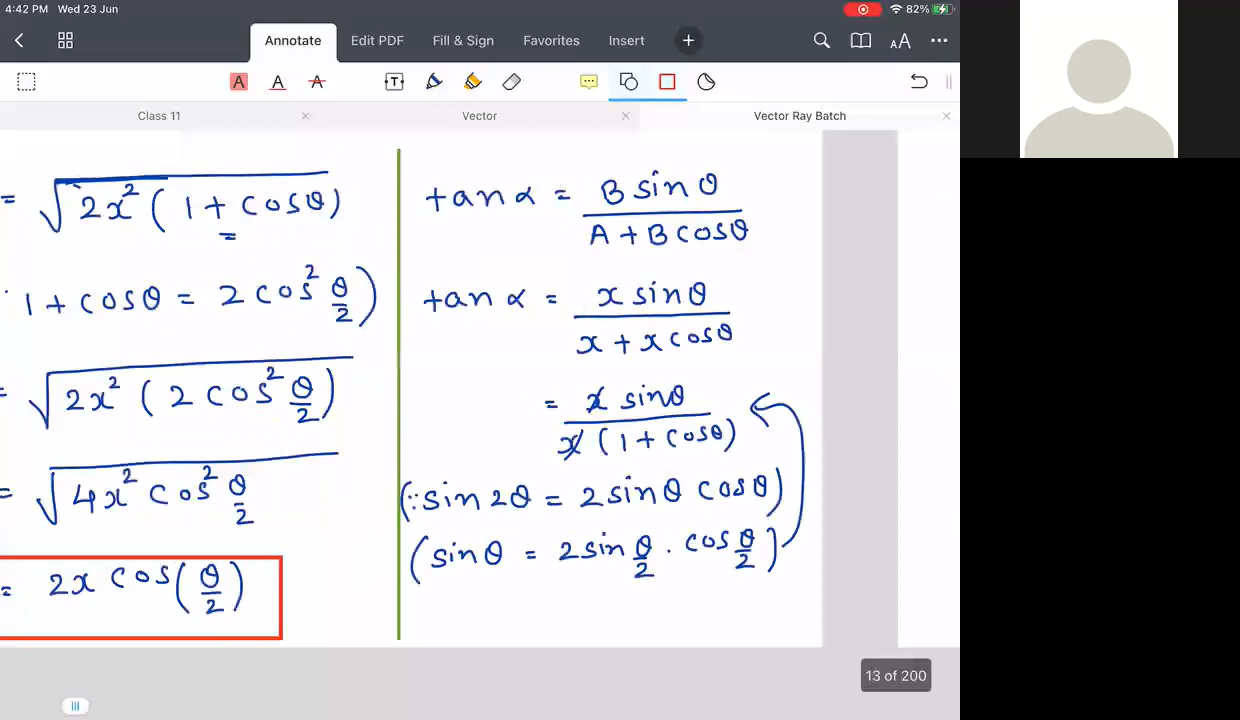 4:42 PM Wed 23 Jun
82%
Annotate Edit PDF Fill & Sign Favorites Insert +
Class 11 × Vector × Vector Ray Batch ×
= √(2x² (1 + cosθ))
1 + cosθ = 2cos² θ/2)
= √(2x² (2 cos² θ/2))
= √(4x² cos² θ/2)
= 2x cos(θ/2)
tan α = B sinθ / A + B cosθ
tan α = x sinθ / x + x cosθ
= x sinθ / x (1 + cosθ)
(∵ sin 2θ = 2 sinθ cosθ)
(sinθ = 2 sin θ/2 . cos θ/2)
13 of 200